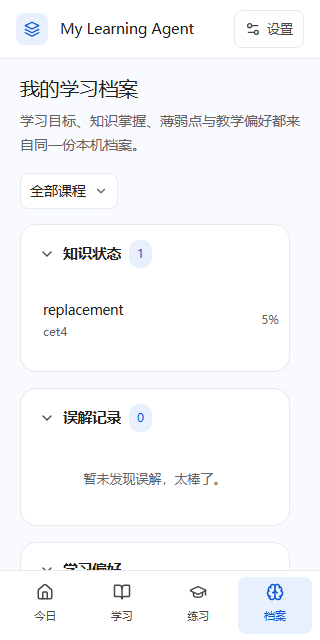 My Learning Agent
设置
我的学习档案
学习目标、知识掌握、薄弱点与教学偏好都来
自同一份本机档案。
全部课程
知识状态 1
replacement
cet4
5%
误解记录 0
暂未发现误解，太棒了。
学习偏好
今日
学习
练习
档案